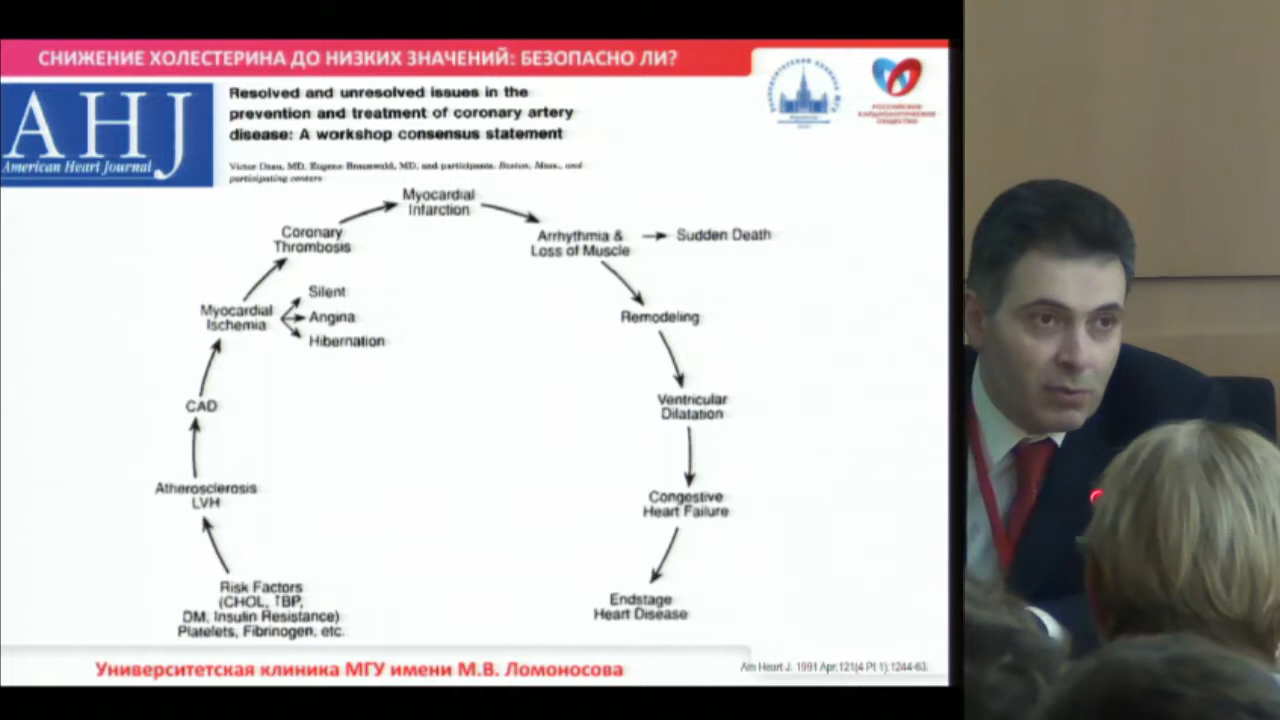 СНИЖЕНИЕ ХОЛЕСТЕРИНА ДО НИЗКИХ ЗНАЧЕНИЙ: БЕЗОПАСНО ЛИ?
AHJ
American Heart Journal
Resolved and unresolved issues in the
prevention and treatment of coronary artery
disease: A workshop consensus statement
Victor Dzau, MD, Eugene Braunwald, MD, and participants. Boston, Mass., and
participating centers
РОССИЙСКОЕ
КАРДИОЛОГИЧЕСКОЕ
ОБЩЕСТВО
Myocardial
Infarction
Coronary
Thrombosis
Arrhythmia &
Loss of Muscle
Sudden Death
Silent
Myocardial
Ischemia
Angina
Hibernation
Remodeling
CAD
Ventricular
Dilatation
Atherosclerosis
LVH
Congestive
Heart Failure
Risk Factors
(CHOL, ↑BP,
DM, Insulin Resistance)
Platelets, Fibrinogen, etc.
Endstage
Heart Disease
Университетская клиника МГУ имени М.В. Ломоносова
Am Heart J. 1991 Apr;121(4 Pt 1):1244-63.